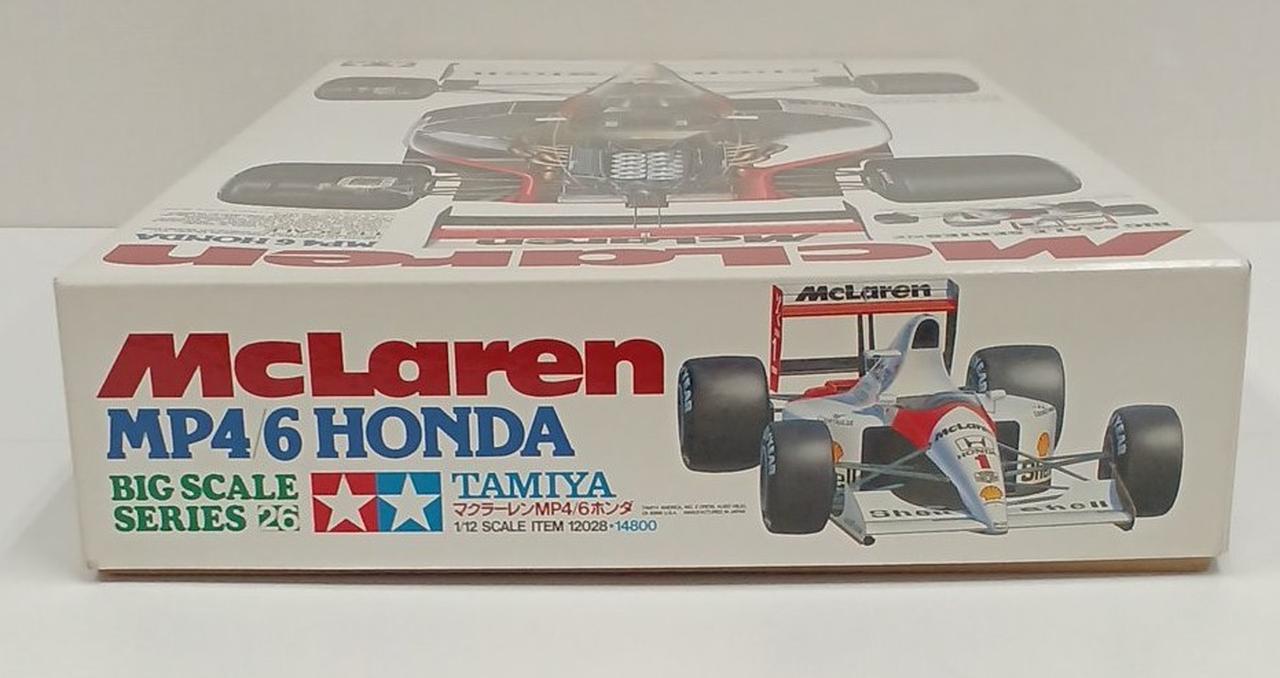 McLaren
MP4/6 HONDA
McLaren
MP4/6 HONDA
BIG SCALE
SERIES 26
TAMIYA
マクラーレンMP4/6ホンダ
1/12 SCALE ITEM 12028・14800
McLaren
McLaren
HONDA
1
Shell